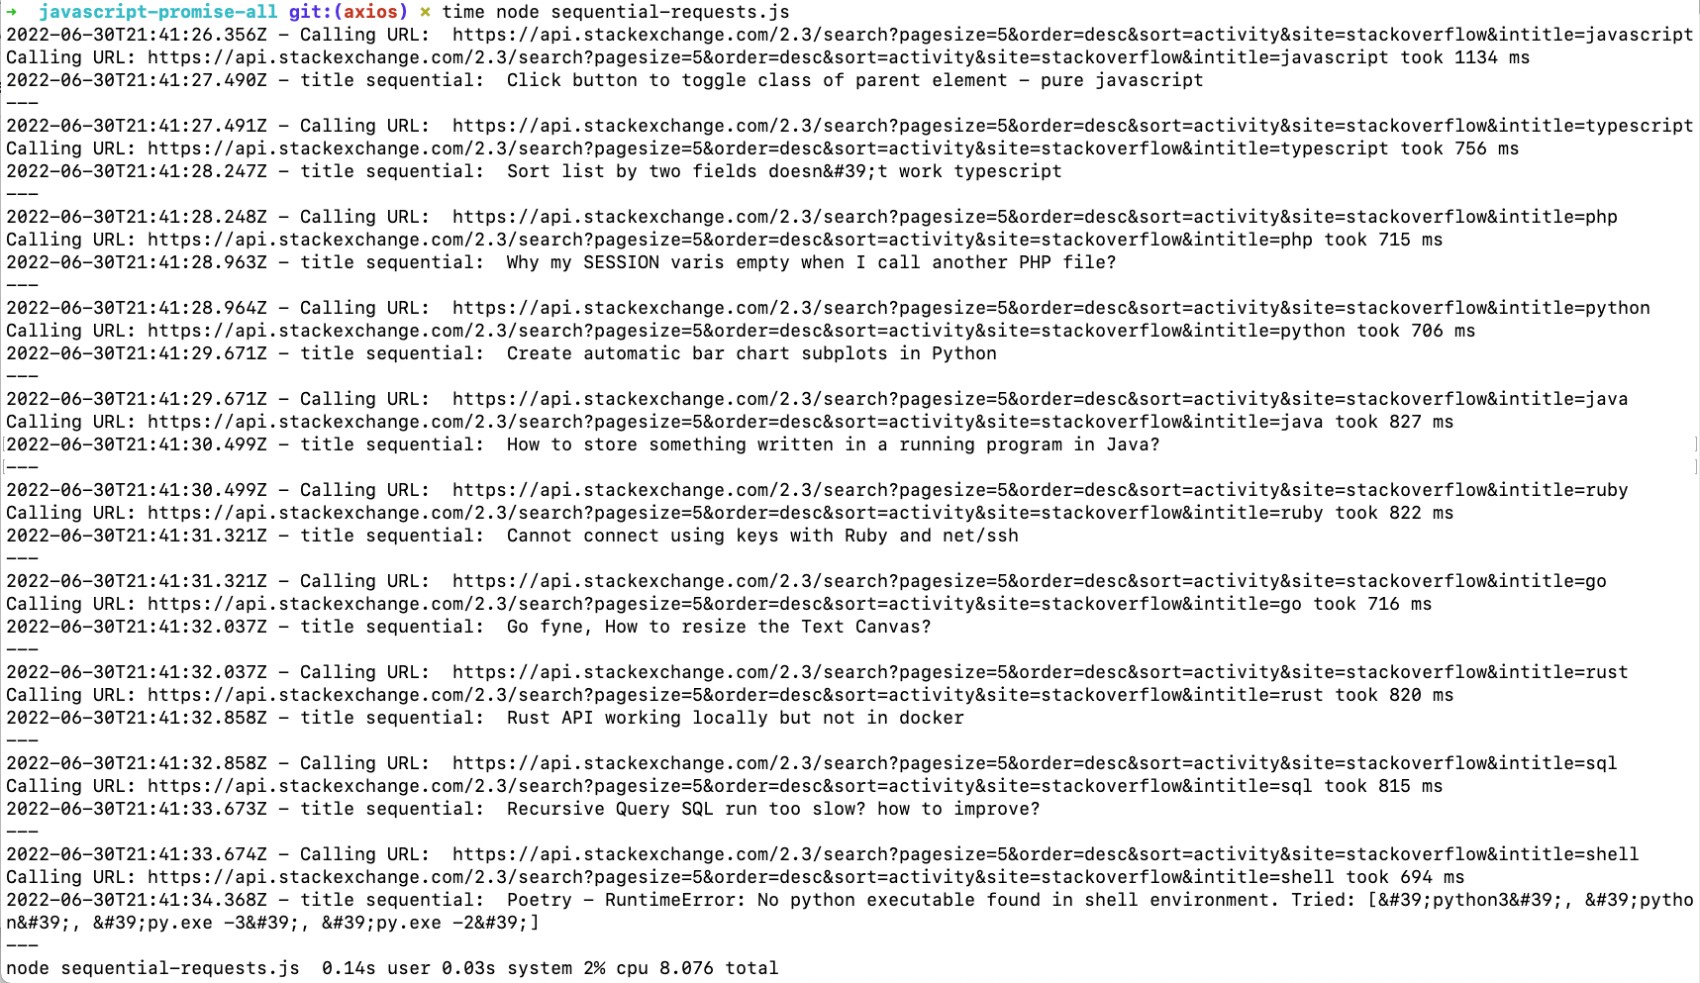 ➜ javascript-promise-all git:(axios) ✗ time node sequential-requests.js
2022-06-30T21:41:26.356Z - Calling URL:  https://api.stackexchange.com/2.3/search?pagesize=5&order=desc&sort=activity&site=stackoverflow&intitle=javascript
Calling URL: https://api.stackexchange.com/2.3/search?pagesize=5&order=desc&sort=activity&site=stackoverflow&intitle=javascript took 1134 ms
2022-06-30T21:41:27.490Z - title sequential:  Click button to toggle class of parent element - pure javascript
---
2022-06-30T21:41:27.491Z - Calling URL:  https://api.stackexchange.com/2.3/search?pagesize=5&order=desc&sort=activity&site=stackoverflow&intitle=typescript
Calling URL: https://api.stackexchange.com/2.3/search?pagesize=5&order=desc&sort=activity&site=stackoverflow&intitle=typescript took 756 ms
2022-06-30T21:41:28.247Z - title sequential:  Sort list by two fields doesn&#39;t work typescript
---
2022-06-30T21:41:28.248Z - Calling URL:  https://api.stackexchange.com/2.3/search?pagesize=5&order=desc&sort=activity&site=stackoverflow&intitle=php
Calling URL: https://api.stackexchange.com/2.3/search?pagesize=5&order=desc&sort=activity&site=stackoverflow&intitle=php took 715 ms
2022-06-30T21:41:28.963Z - title sequential:  Why my SESSION varis empty when I call another PHP file?
---
2022-06-30T21:41:28.964Z - Calling URL:  https://api.stackexchange.com/2.3/search?pagesize=5&order=desc&sort=activity&site=stackoverflow&intitle=python
Calling URL: https://api.stackexchange.com/2.3/search?pagesize=5&order=desc&sort=activity&site=stackoverflow&intitle=python took 706 ms
2022-06-30T21:41:29.671Z - title sequential:  Create automatic bar chart subplots in Python
---
2022-06-30T21:41:29.671Z - Calling URL:  https://api.stackexchange.com/2.3/search?pagesize=5&order=desc&sort=activity&site=stackoverflow&intitle=java
Calling URL: https://api.stackexchange.com/2.3/search?pagesize=5&order=desc&sort=activity&site=stackoverflow&intitle=java took 827 ms
2022-06-30T21:41:30.499Z - title sequential:  How to store something written in a running program in Java?
---
2022-06-30T21:41:30.499Z - Calling URL:  https://api.stackexchange.com/2.3/search?pagesize=5&order=desc&sort=activity&site=stackoverflow&intitle=ruby
Calling URL: https://api.stackexchange.com/2.3/search?pagesize=5&order=desc&sort=activity&site=stackoverflow&intitle=ruby took 822 ms
2022-06-30T21:41:31.321Z - title sequential:  Cannot connect using keys with Ruby and net/ssh
---
2022-06-30T21:41:31.321Z - Calling URL:  https://api.stackexchange.com/2.3/search?pagesize=5&order=desc&sort=activity&site=stackoverflow&intitle=go
Calling URL: https://api.stackexchange.com/2.3/search?pagesize=5&order=desc&sort=activity&site=stackoverflow&intitle=go took 716 ms
2022-06-30T21:41:32.037Z - title sequential:  Go fyne, How to resize the Text Canvas?
---
2022-06-30T21:41:32.037Z - Calling URL:  https://api.stackexchange.com/2.3/search?pagesize=5&order=desc&sort=activity&site=stackoverflow&intitle=rust
Calling URL: https://api.stackexchange.com/2.3/search?pagesize=5&order=desc&sort=activity&site=stackoverflow&intitle=rust took 820 ms
2022-06-30T21:41:32.858Z - title sequential:  Rust API working locally but not in docker
---
2022-06-30T21:41:32.858Z - Calling URL:  https://api.stackexchange.com/2.3/search?pagesize=5&order=desc&sort=activity&site=stackoverflow&intitle=sql
Calling URL: https://api.stackexchange.com/2.3/search?pagesize=5&order=desc&sort=activity&site=stackoverflow&intitle=sql took 815 ms
2022-06-30T21:41:33.673Z - title sequential:  Recursive Query SQL run too slow? how to improve?
---
2022-06-30T21:41:33.674Z - Calling URL:  https://api.stackexchange.com/2.3/search?pagesize=5&order=desc&sort=activity&site=stackoverflow&intitle=shell
Calling URL: https://api.stackexchange.com/2.3/search?pagesize=5&order=desc&sort=activity&site=stackoverflow&intitle=shell took 694 ms
2022-06-30T21:41:34.368Z - title sequential:  Poetry - RuntimeError: No python executable found in shell environment. Tried: [&#39;python3&#39;, &#39;pytho
n&#39;, &#39;py.exe -3&#39;, &#39;py.exe -2&#39;]
---
node sequential-requests.js  0.14s user 0.03s system 2% cpu 8.076 total